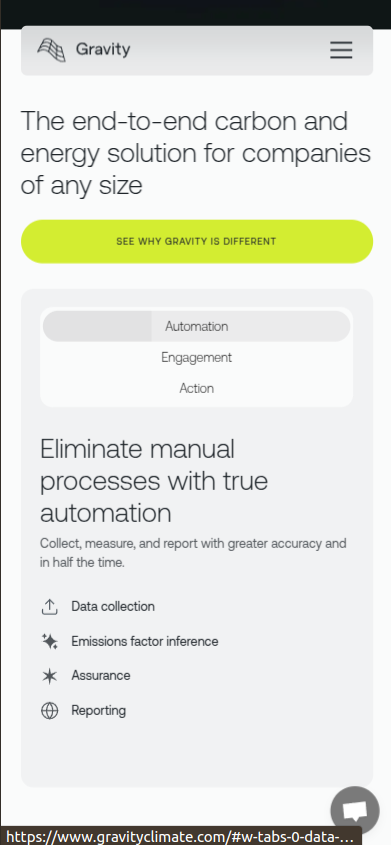 Gravity
The end-to-end carbon and
energy solution for companies
of any size
SEE WHY GRAVITY IS DIFFERENT
Automation
Engagement
Action
Eliminate manual
processes with true
automation
Collect, measure, and report with greater accuracy and
in half the time.
Data collection
Emissions factor inference
Assurance
Reporting
https://www.gravityclimate.com/#w-tabs-0-data-...